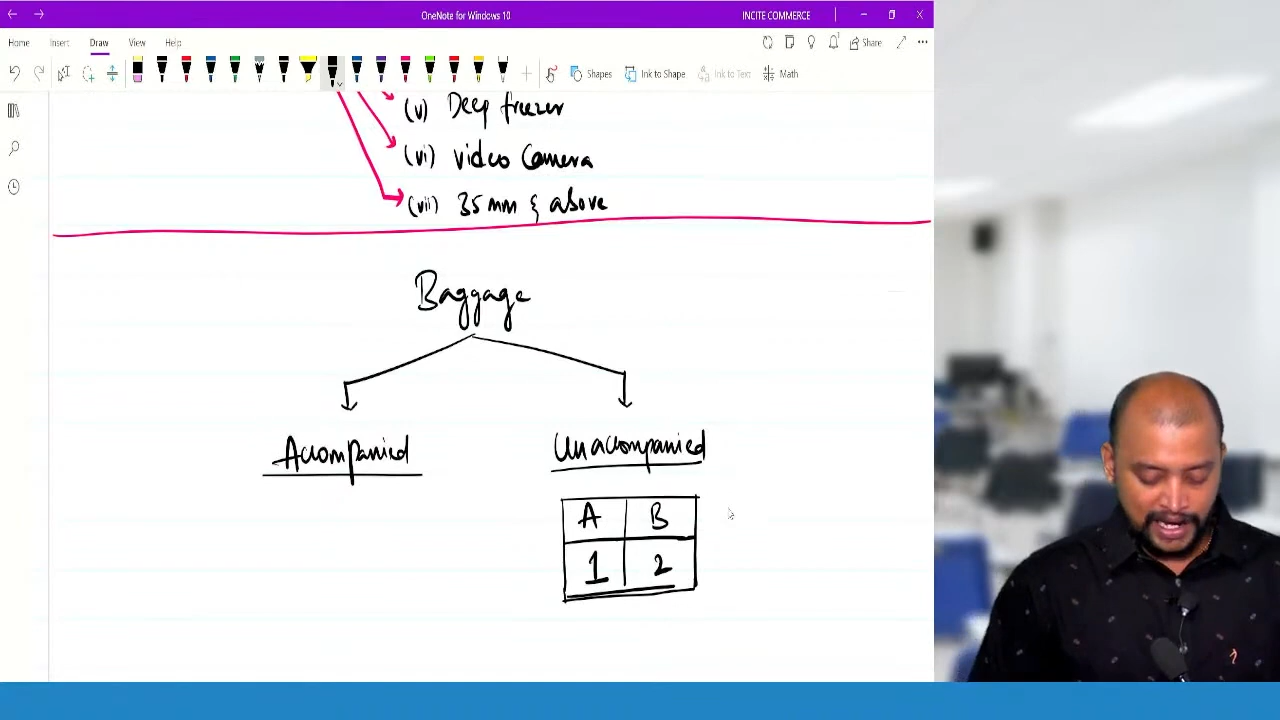 OneNote for Windows 10
INCITE COMMERCE
Home Insert Draw View Help
Share
Shapes Ink to Shape Ink to Text Math
(v) Deep freezer
(vi) video Camera
(vii) 35 mm & above
Baggage
Accompanied Unaccompanied
A B
1 2